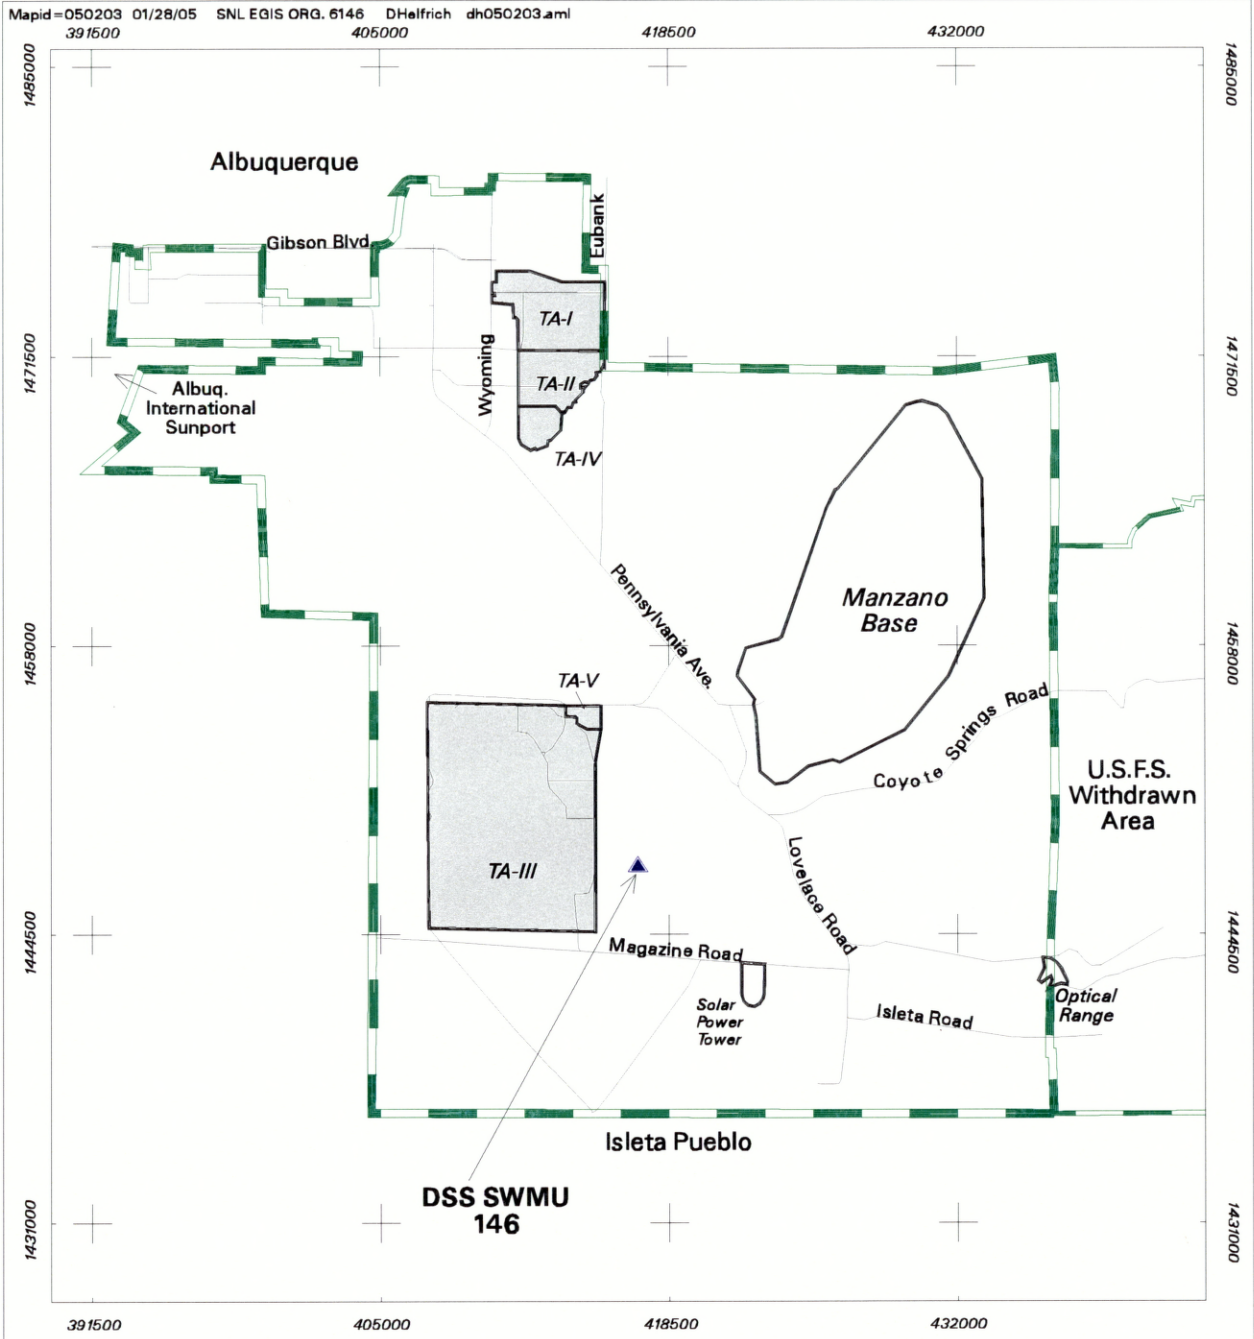 Mapid=050203 01/28/05 SNL EGIS ORG. 6146 DHelfrich dh050203.aml
391500 405000 418500 432000
1485000 1485000
Albuquerque
Eubank
Gibson Blvd
TA-I
Wyoming
1471500 1471500
TA-II
Albuq.
International
Sunport
TA-IV
Pennsylvania Ave.
Manzano
Base
1458000 1458000
TA-V
Coyote Springs Road
U.S.F.S.
Withdrawn
Area
TA-III
Lovelace Road
1444500 1444500
Magazine Road
Optical
Range
Solar
Power
Tower
Isleta Road
Isleta Pueblo
DSS SWMU
146
1431000 1431000
391500 405000 418500 432000